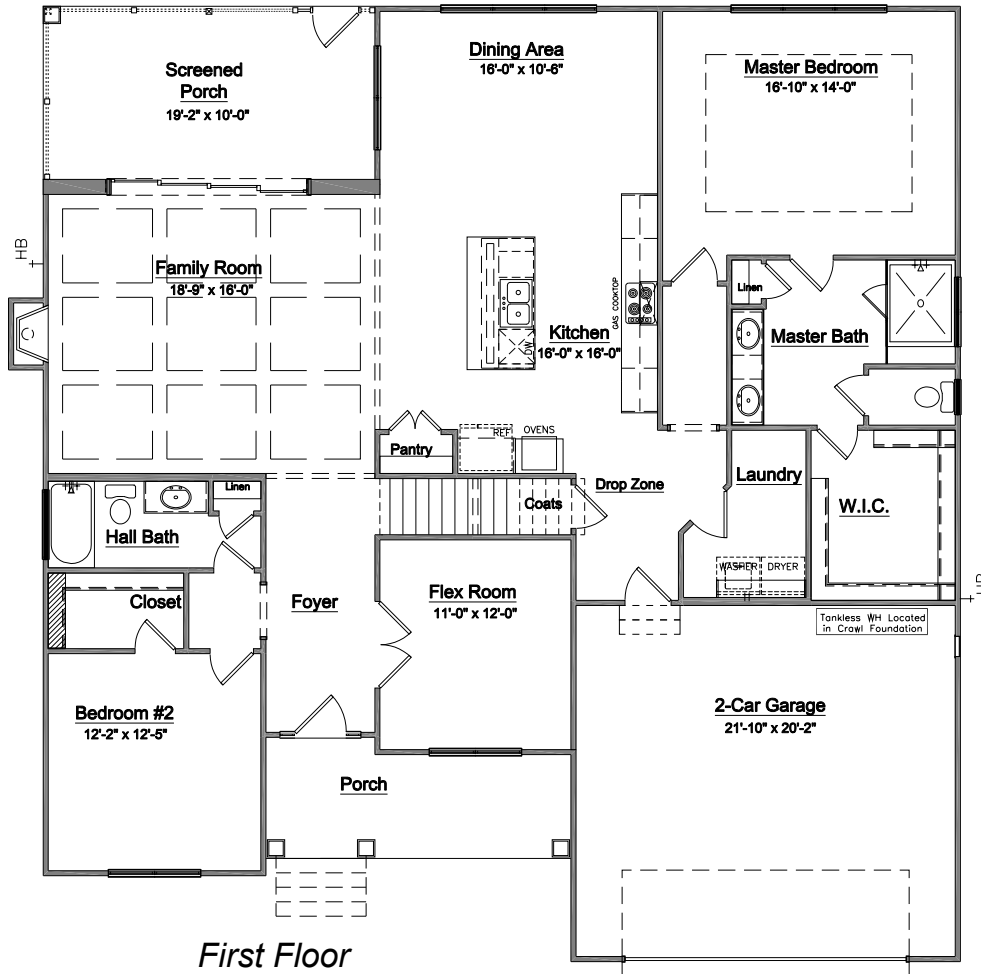 Screened
Porch
19'-2" x 10'-0"
Dining Area
16'-0" x 10'-6"
Master Bedroom
16'-10" x 14'-0"
HB
Family Room
18'-9" x 16'-0"
GAS COOKTOP
DW
Kitchen
16'-0" x 16'-0"
Linen
Master Bath
Pantry
REF
OVENS
Drop Zone
Laundry
W.I.C.
Coats
Linen
Hall Bath
WASHER
DRYER
Closet
Foyer
Flex Room
11'-0" x 12'-0"
HB
Tankless WH Located
in Crawl Foundation
Bedroom #2
12'-2" x 12'-5"
2-Car Garage
21'-10" x 20'-2"
Porch
First Floor